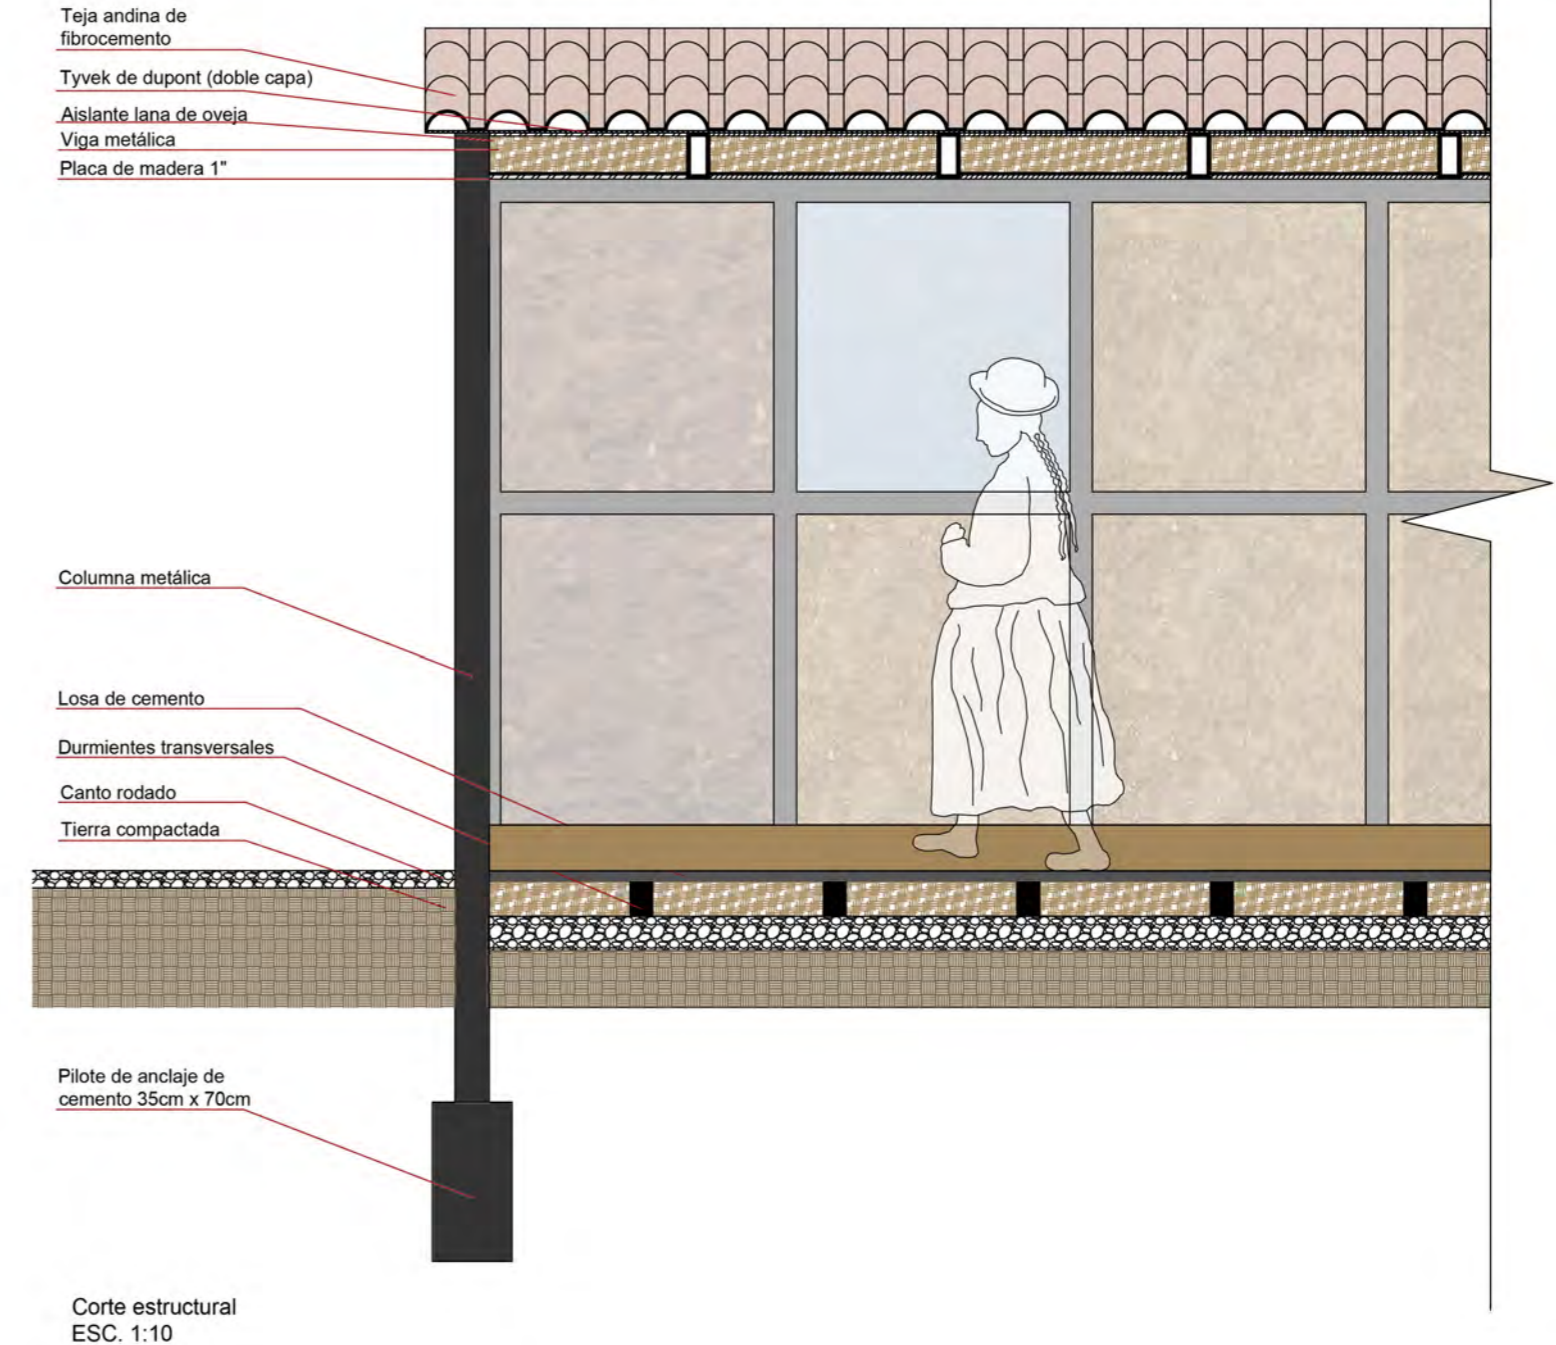 Teja andina de
fibrocemento
Tyvek de dupont (doble capa)
Aislante lana de oveja
Viga metálica
Placa de madera 1"
Columna metálica
Losa de cemento
Durmientes transversales
Canto rodado
Tierra compactada
Pilote de anclaje de
cemento 35cm x 70cm
Corte estructural
ESC. 1:10